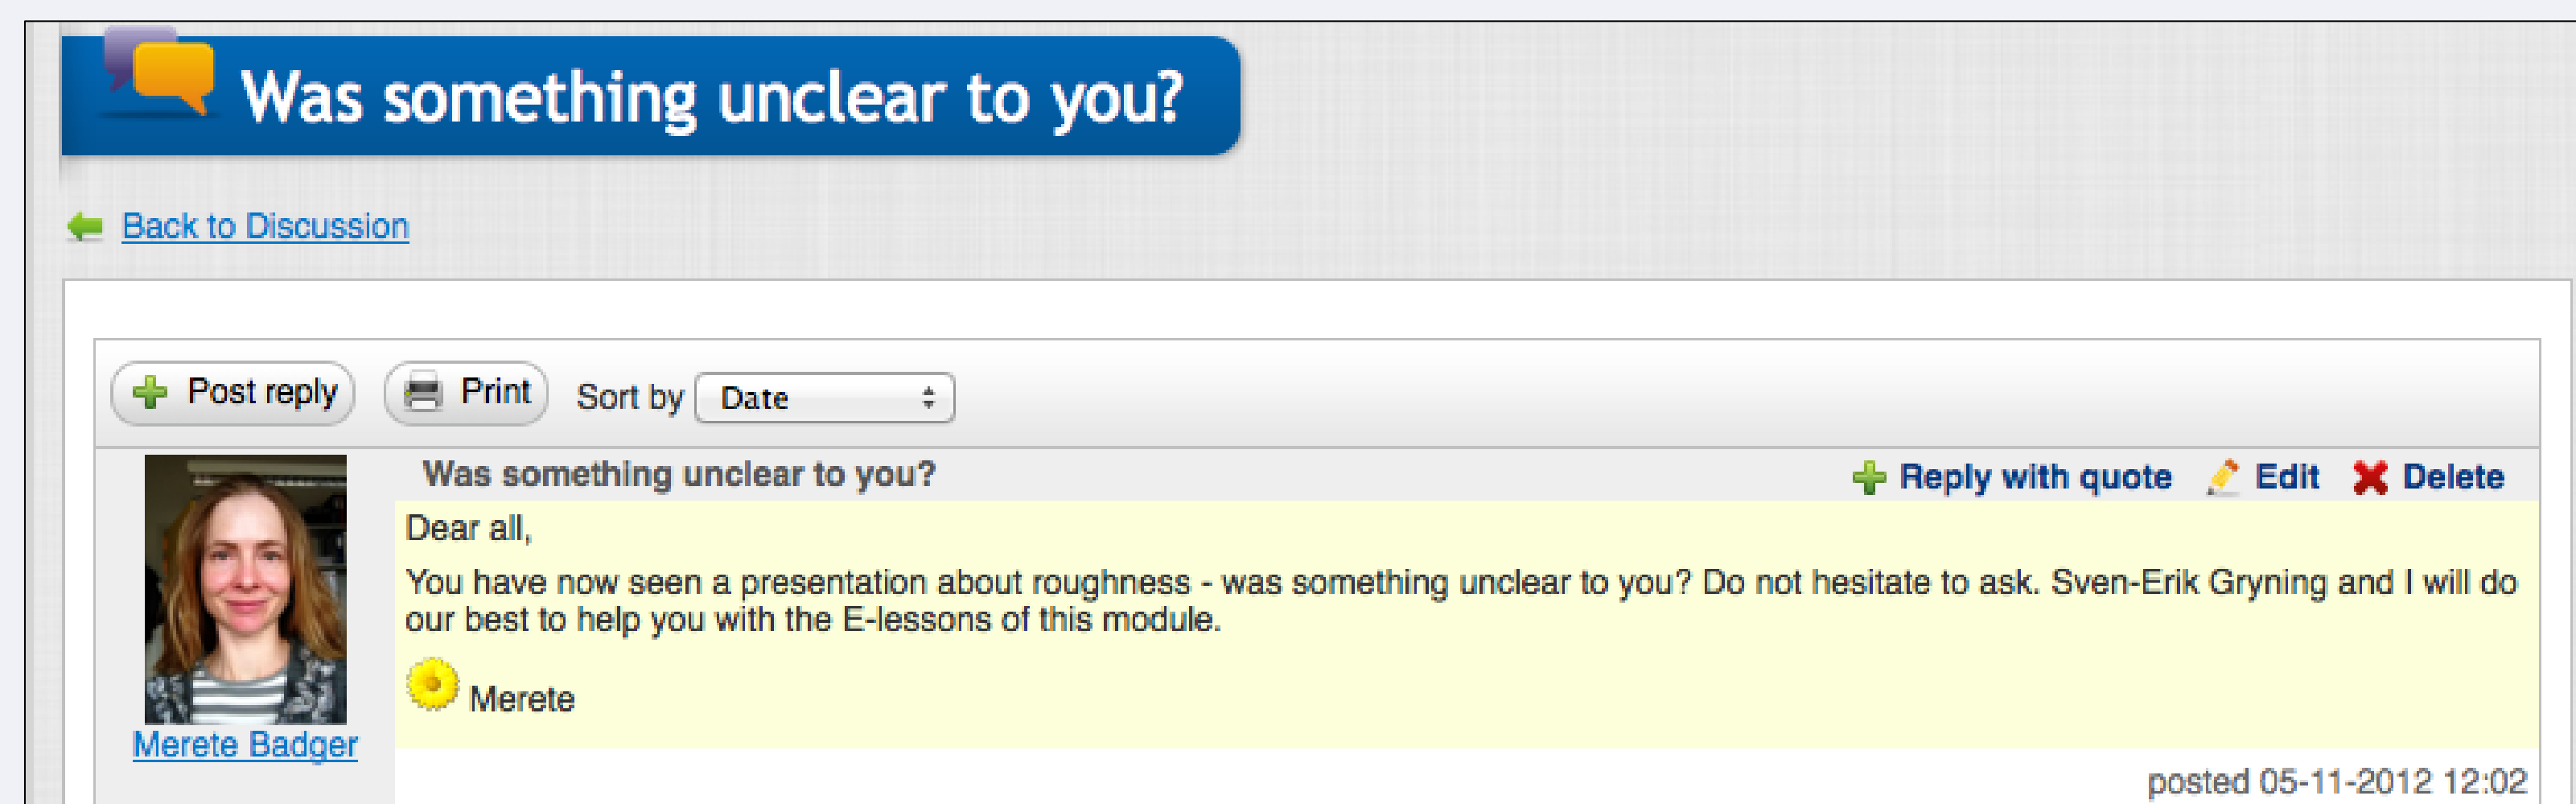 Was something unclear to you?
Back to Discussion
Post reply Print Sort by Date
Was something unclear to you? Reply with quote Edit Delete
Dear all,
You have now seen a presentation about roughness - was something unclear to you? Do not hesitate to ask. Sven-Erik Gryning and I will do
our best to help you with the E-lessons of this module.
Merete
Merete Badger
posted 05-11-2012 12:02